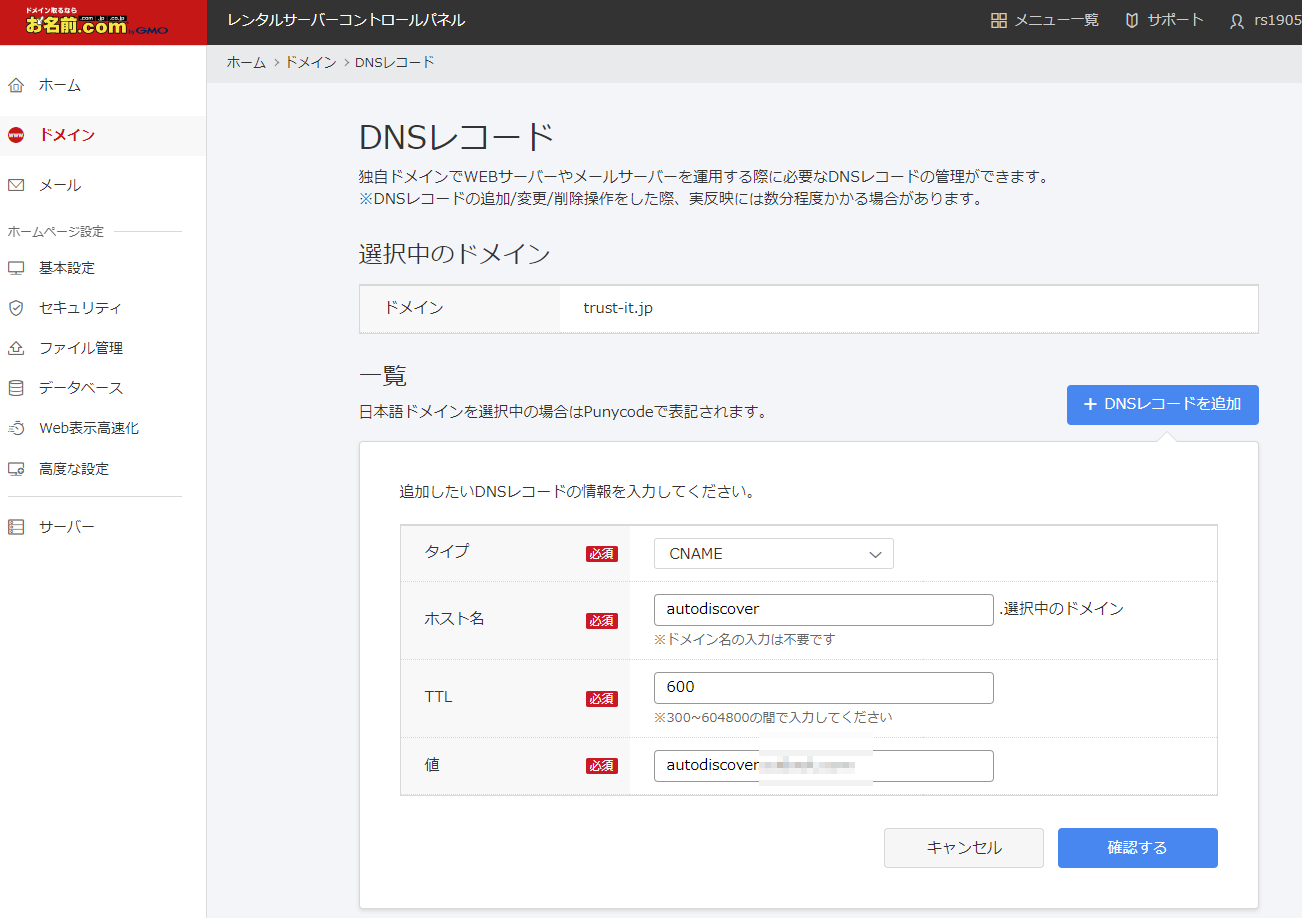 ドメイン取るなら
お名前.com by GMO
レンタルサーバーコントロールパネル
メニュー一覧
サポート
rs1905
ホーム > ドメイン > DNSレコード
ホーム
ドメイン
メール
ホームページ設定
基本設定
セキュリティ
ファイル管理
データベース
Web表示高速化
高度な設定
サーバー
DNSレコード
独自ドメインでWEBサーバーやメールサーバーを運用する際に必要なDNSレコードの管理ができます。
※DNSレコードの追加/変更/削除操作をした際、実反映には数分程度かかる場合があります。
選択中のドメイン
ドメイン trust-it.jp
一覧
日本語ドメインを選択中の場合はPunycodeで表記されます。
+ DNSレコードを追加
追加したいDNSレコードの情報を入力してください。
タイプ 必須 CNAME
ホスト名 必須 autodiscover .選択中のドメイン
※ドメイン名の入力は不要です
TTL 必須 600
※300~604800の間で入力してください
値 必須 autodiscover
キャンセル
確認する